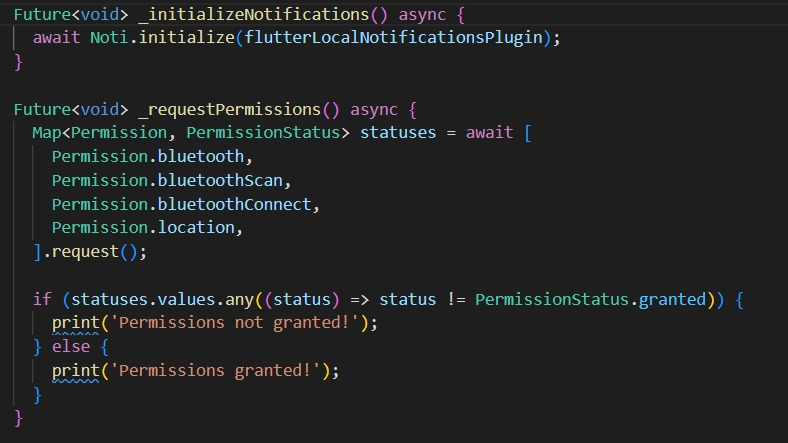 Future<void> _initializeNotifications() async {
  await Noti.initialize(flutterLocalNotificationsPlugin);
}

Future<void> _requestPermissions() async {
  Map<Permission, PermissionStatus> statuses = await [
    Permission.bluetooth,
    Permission.bluetoothScan,
    Permission.bluetoothConnect,
    Permission.location,
  ].request();

  if (statuses.values.any((status) => status != PermissionStatus.granted)) {
    print('Permissions not granted!');
  } else {
    print('Permissions granted!');
  }
}